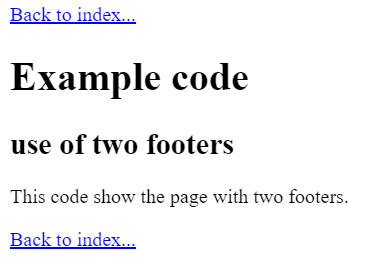 Back to index...
Example code
use of two footers
This code show the page with two footers.
Back to index...